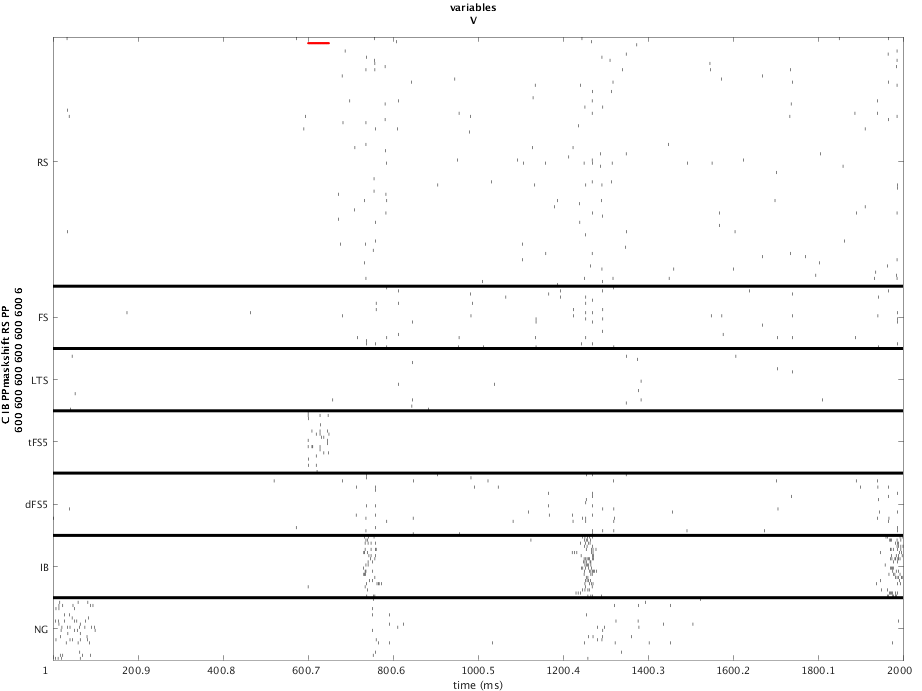 variables
V
C IB PPmaskshift RS PP
600 600 600 600 600 600 6
RS
FS
LTS
tFS5
dFS5
IB
NG
1 200.9 400.8 600.7 800.6 1000.5 1200.4 1400.3 1600.2 1800.1 2000
time (ms)